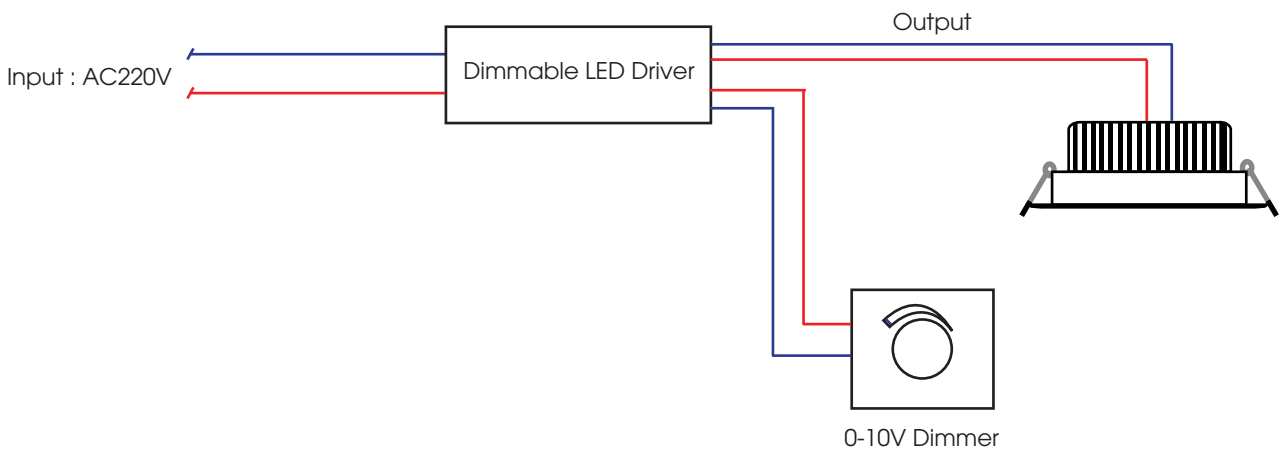 Output
Input : AC220V
Dimmable LED Driver
0-10V Dimmer